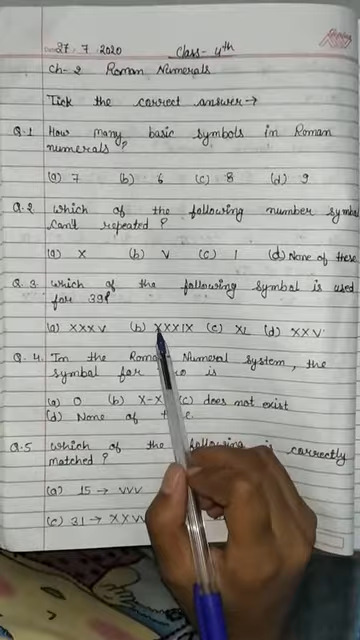 27. 7. 2020 Class- 4th
Ch- 2 Roman Numerals
Tick the correct answer→
Q.1 How many basic symbols in Roman
numerals?
(a) 7 (b) 6 (c) 8 (d) 9
Q.2 which of the following number symbol
can't repeated ?
(a) X (b) V (c) I (d) None of these
Q.3 which of the following symbol is used
for 39?
(a) XXXV (b) XXXIX (c) XL (d) XXV
Q.4. In the Roman Numeral system, the
symbol for is
(a) 0 (b) X-X (c) does not exist
(d) None of
Q.5 which of the following is correctly
matched ?
(a) 15 → VVV
(c) 31 →